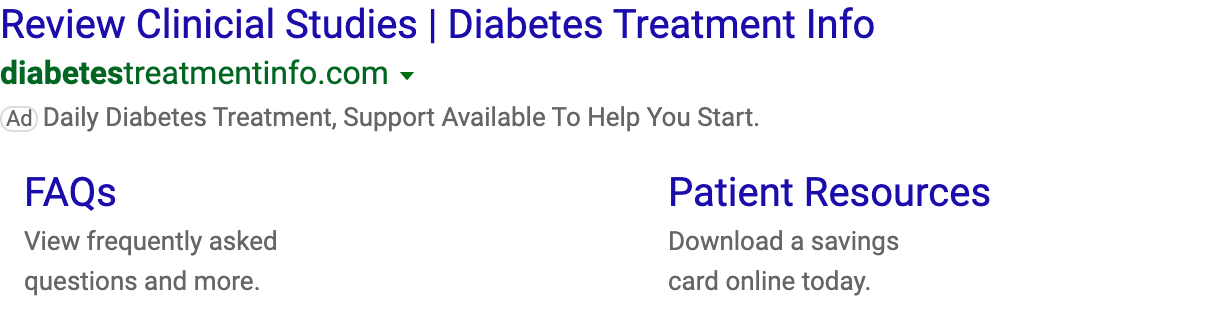 Review Clinicial Studies | Diabetes Treatment Info
diabetestreatmentinfo.com
Ad Daily Diabetes Treatment, Support Available To Help You Start.
FAQs
View frequently asked
questions and more.
Patient Resources
Download a savings
card online today.